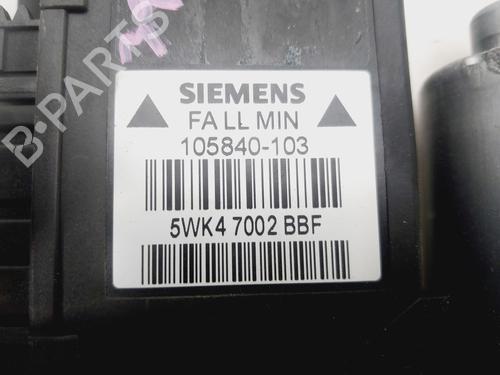 B-PARTS
SIEMENS
FA LL MIN
105840-103
5WK4 7002 BBF